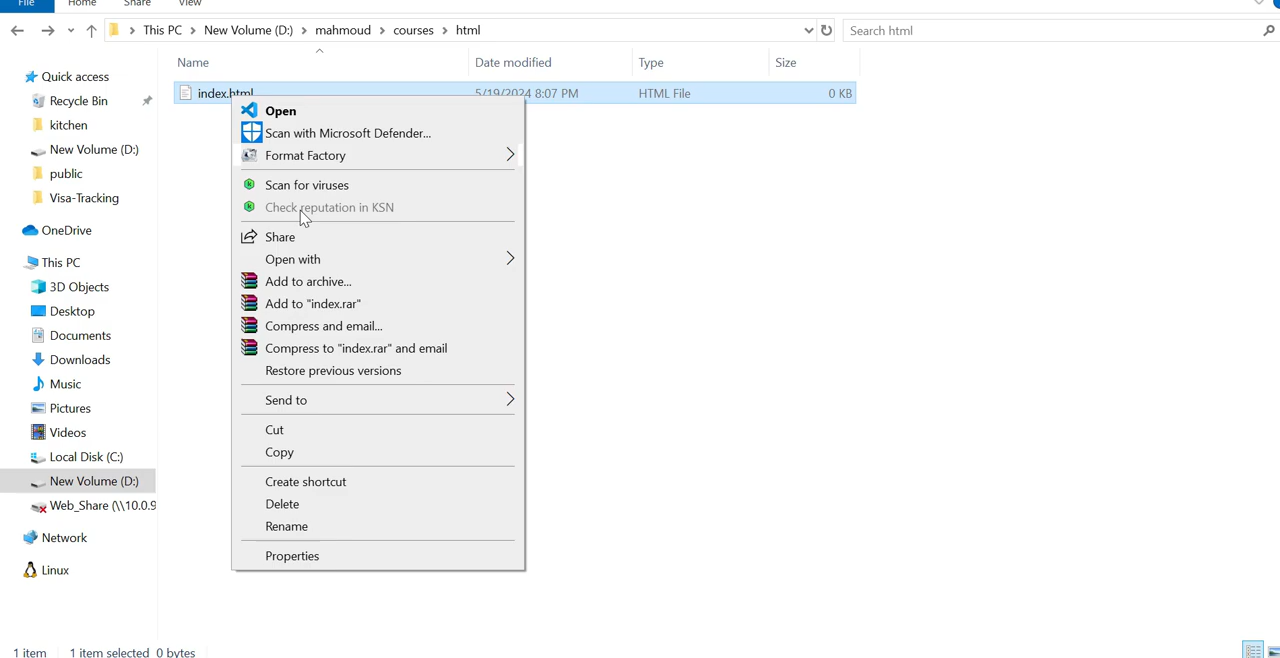 File Home Share View
This PC New Volume (D:) mahmoud courses html
Search html
Name Date modified Type Size
index.html 5/19/2024 8:07 PM HTML File 0 KB
Quick access
Recycle Bin
kitchen
New Volume (D:)
public
Visa-Tracking
OneDrive
This PC
3D Objects
Desktop
Documents
Downloads
Music
Pictures
Videos
Local Disk (C:)
New Volume (D:)
Web_Share (\\10.0.9
Network
Linux
Open
Scan with Microsoft Defender...
Format Factory
Scan for viruses
Check reputation in KSN
Share
Open with
Add to archive...
Add to "index.rar"
Compress and email...
Compress to "index.rar" and email
Restore previous versions
Send to
Cut
Copy
Create shortcut
Delete
Rename
Properties
1 item 1 item selected 0 bytes